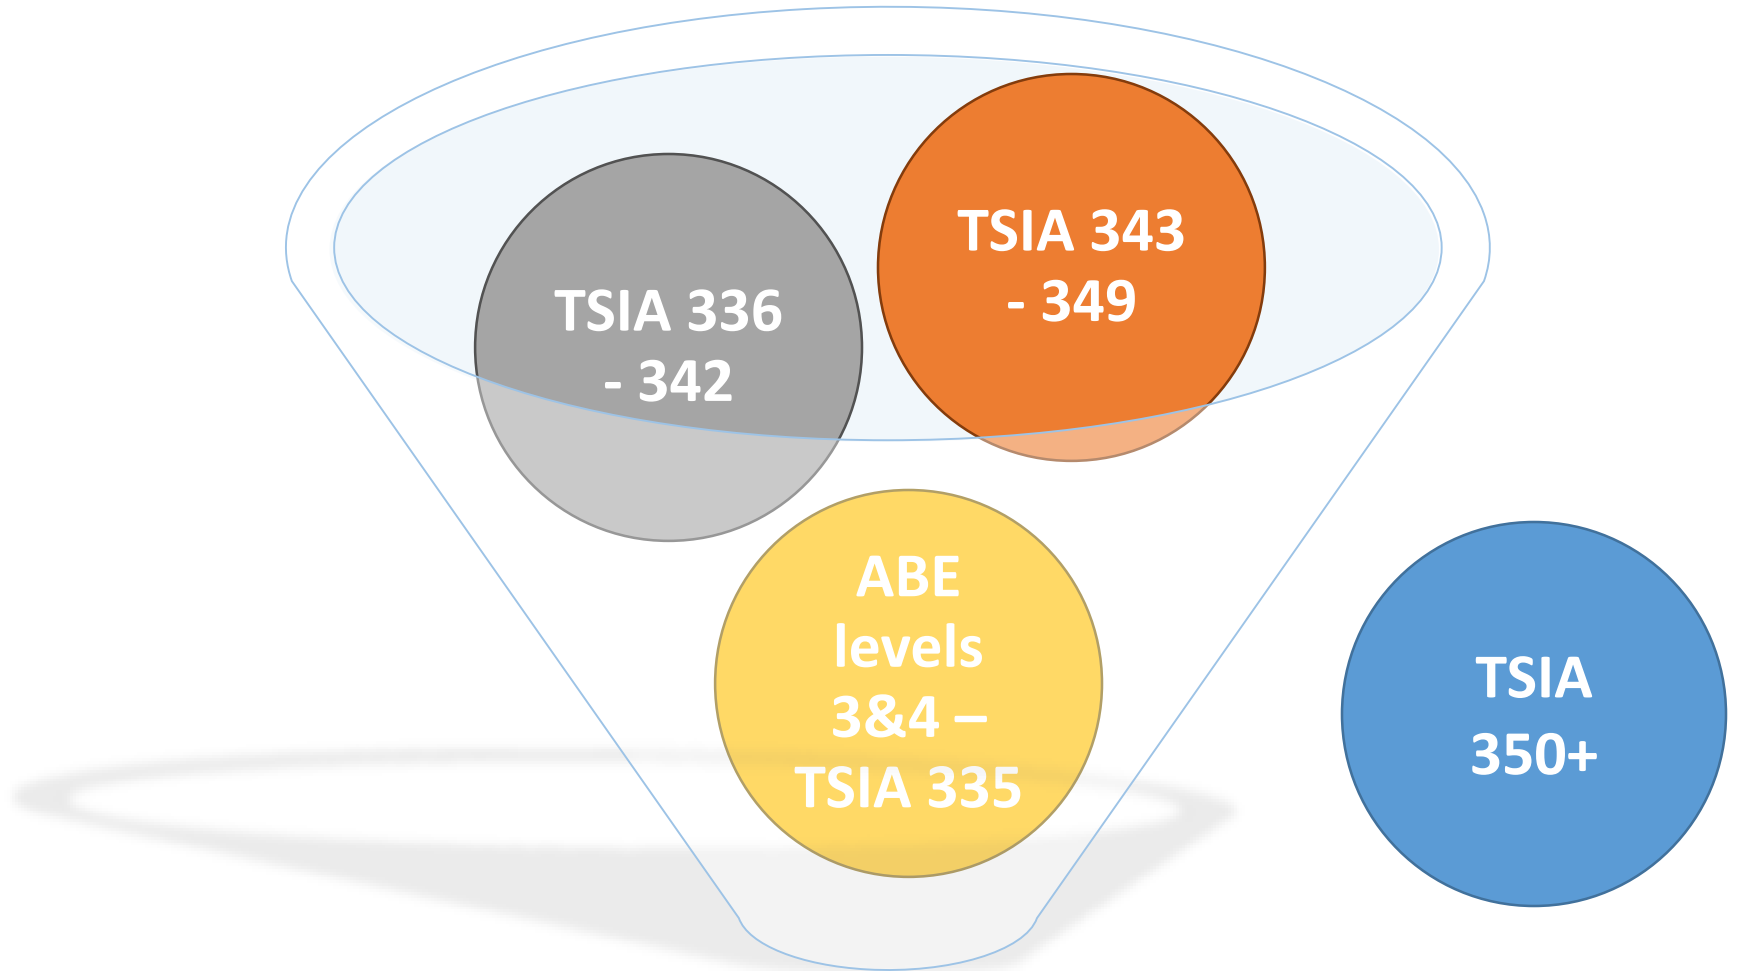 TSIA 343
- 349
TSIA 336
- 342
ABE
levels
3&4 –
TSIA 335
TSIA
350+